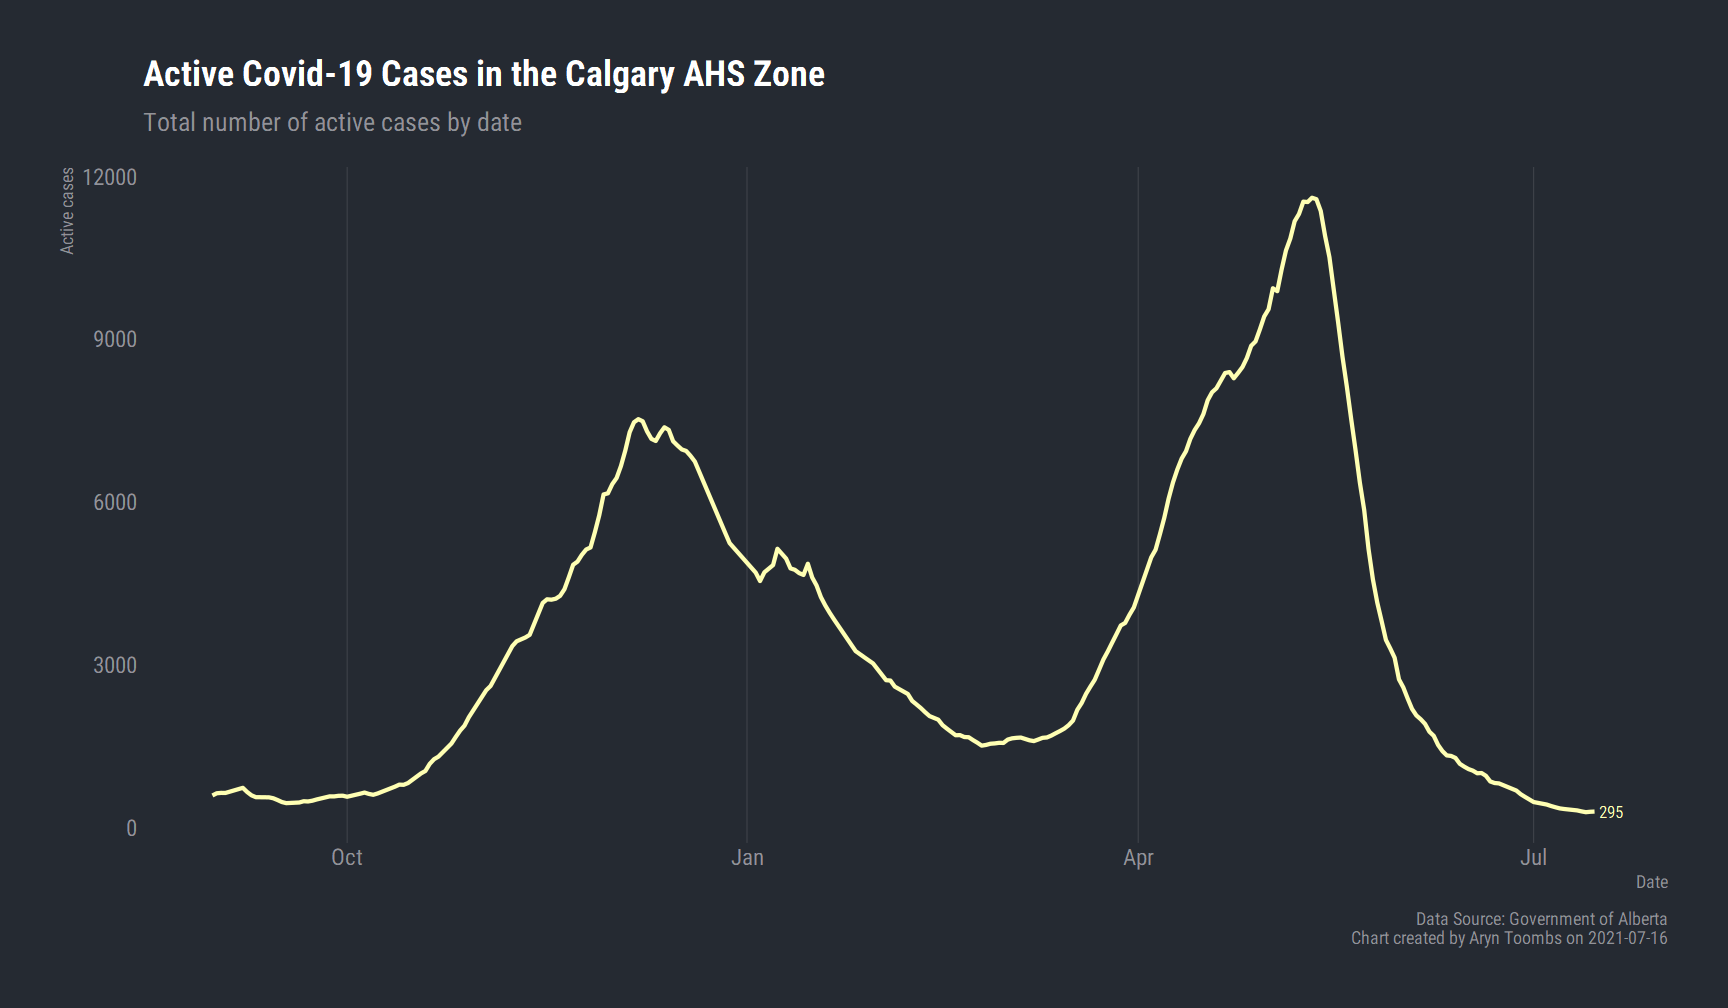 Active Covid-19 Cases in the Calgary AHS Zone
Total number of active cases by date
Active cases
12000
9000
6000
3000
0
295
Oct
Jan
Apr
Jul
Date
Data Source: Government of Alberta
Chart created by Aryn Toombs on 2021-07-16